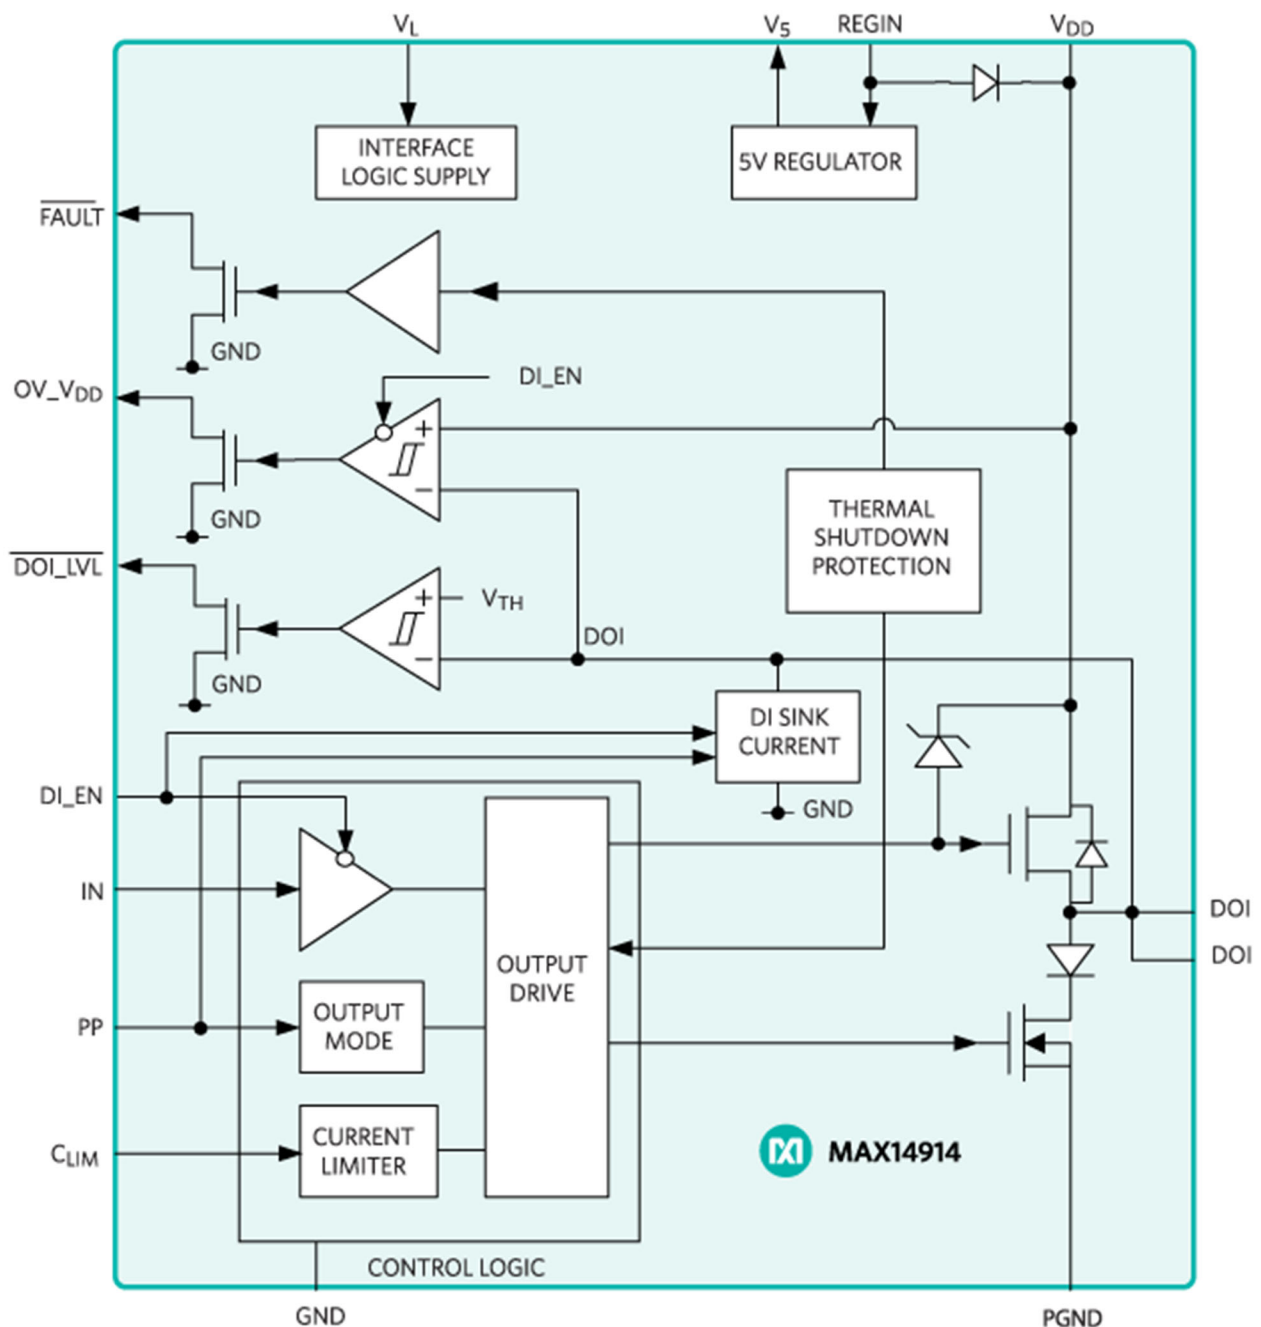 VL
V5
REGIN
VDD
INTERFACE
LOGIC SUPPLY
5V REGULATOR
FAULT
GND
OV_VDD
DI_EN
+
−
GND
THERMAL
SHUTDOWN
PROTECTION
DOI_LVL
+
VTH
−
DOI
GND
DI SINK
CURRENT
DI_EN
GND
IN
DOI
DOI
OUTPUT
DRIVE
PP
OUTPUT
MODE
CLIM
CURRENT
LIMITER
MAX14914
CONTROL LOGIC
GND
PGND